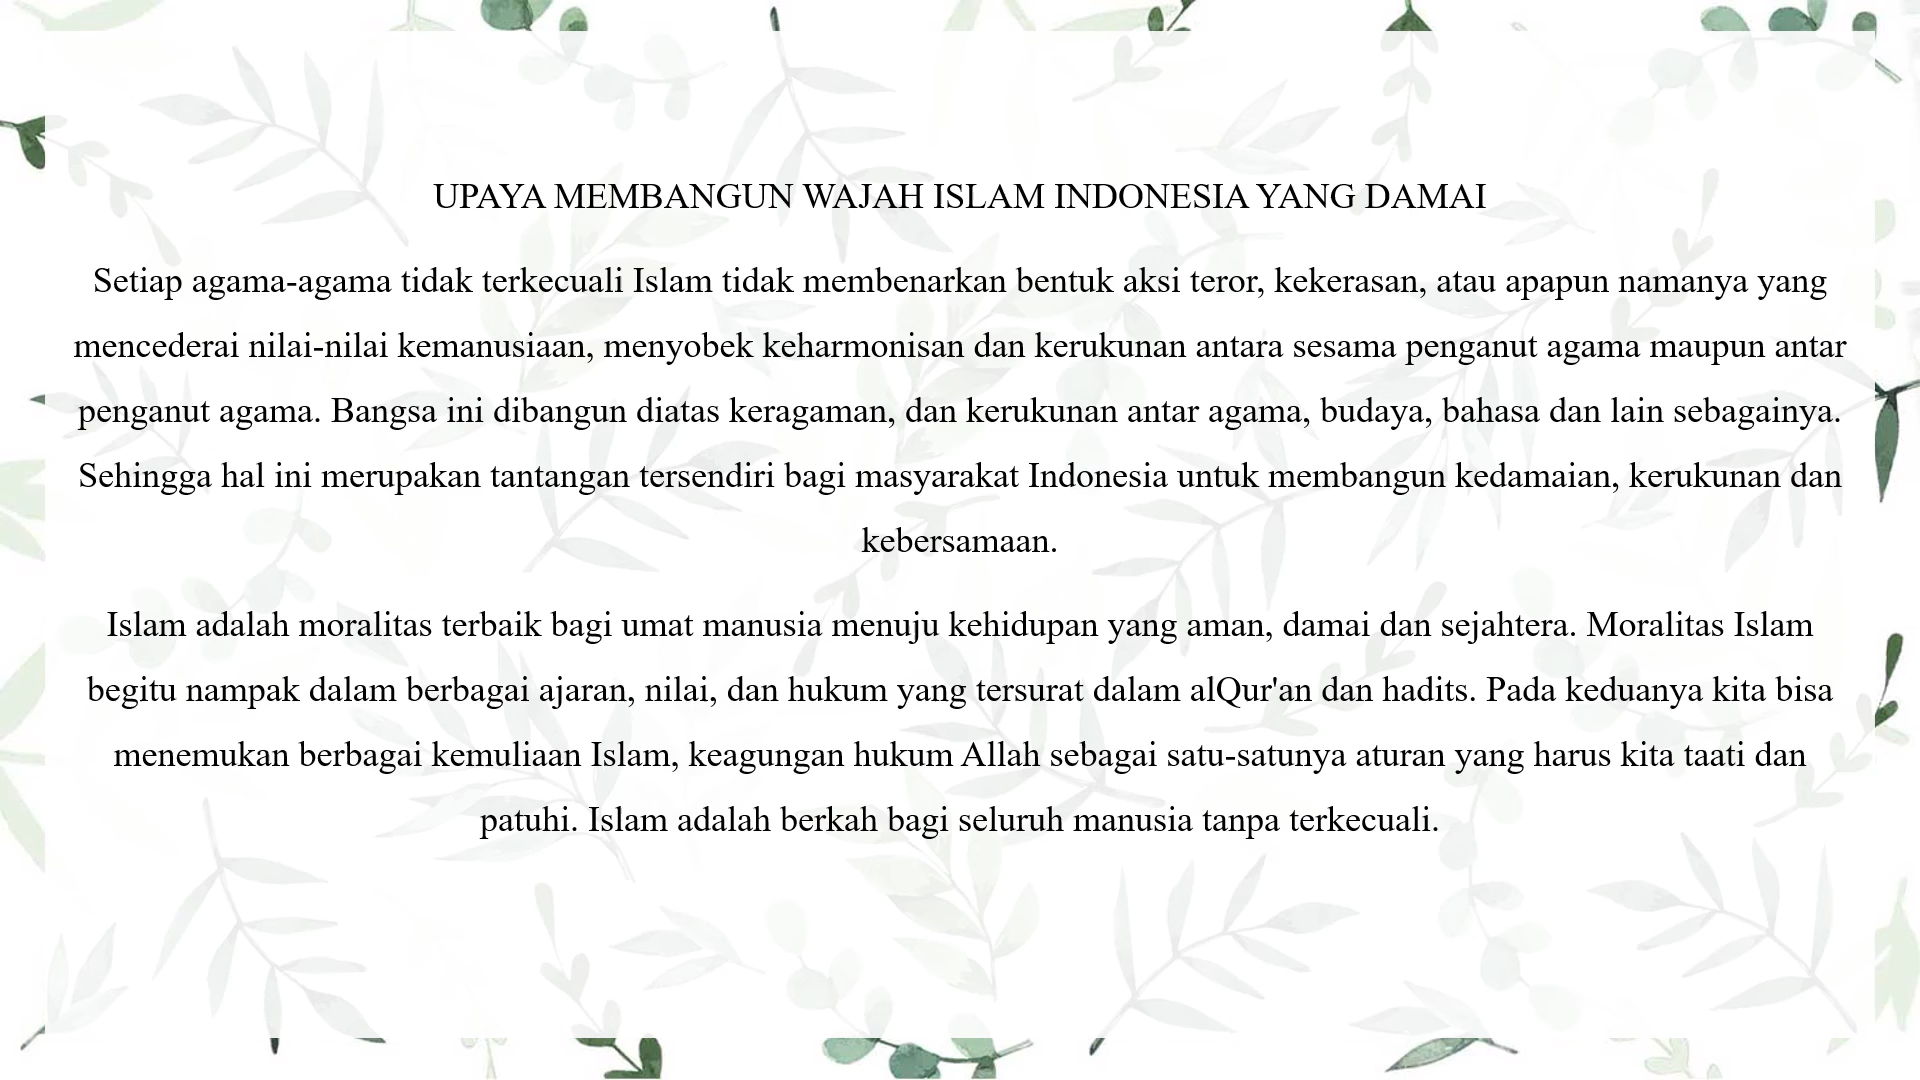 UPAYA MEMBANGUN WAJAH ISLAM INDONESIA YANG DAMAI
Setiap agama-agama tidak terkecuali Islam tidak membenarkan bentuk aksi teror, kekerasan, atau apapun namanya yang
mencederai nilai-nilai kemanusiaan, menyobek keharmonisan dan kerukunan antara sesama penganut agama maupun antar
penganut agama. Bangsa ini dibangun diatas keragaman, dan kerukunan antar agama, budaya, bahasa dan lain sebagainya.
Sehingga hal ini merupakan tantangan tersendiri bagi masyarakat Indonesia untuk membangun kedamaian, kerukunan dan
kebersamaan.
Islam adalah moralitas terbaik bagi umat manusia menuju kehidupan yang aman, damai dan sejahtera. Moralitas Islam
begitu nampak dalam berbagai ajaran, nilai, dan hukum yang tersurat dalam alQur'an dan hadits. Pada keduanya kita bisa
menemukan berbagai kemuliaan Islam, keagungan hukum Allah sebagai satu-satunya aturan yang harus kita taati dan
patuhi. Islam adalah berkah bagi seluruh manusia tanpa terkecuali.